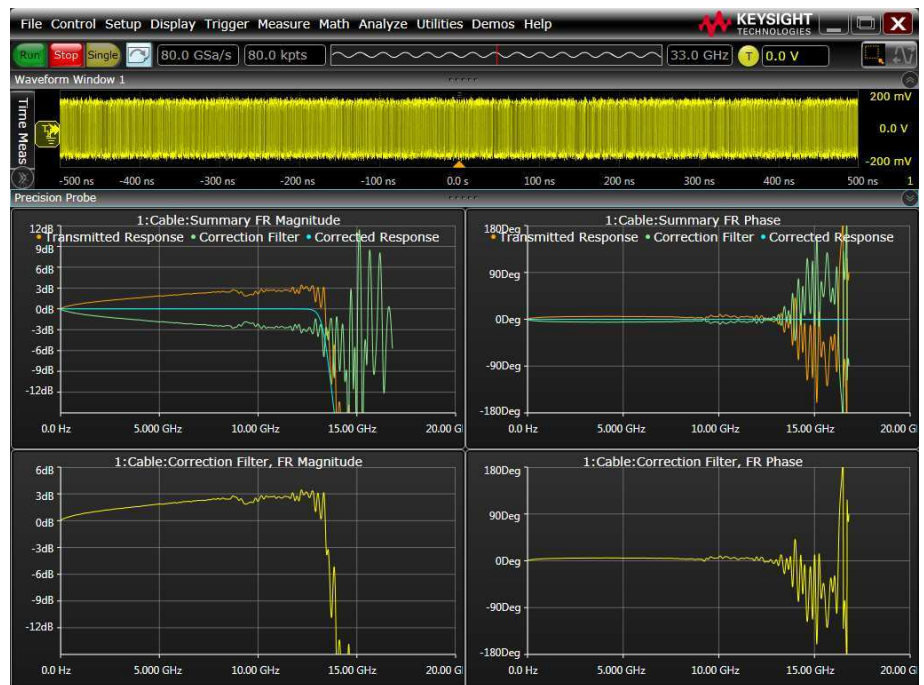 File Control Setup Display Trigger Measure Math Analyze Utilities Demos Help
KEYSIGHT
TECHNOLOGIES
Run Stop Single 80.0 GSa/s 80.0 kpts 33.0 GHz T 0.0 V
Waveform Window 1
Time Meas
200 mV
0.0 V
-200 mV
-500 ns -400 ns -300 ns -200 ns -100 ns 0.0 s 100 ns 200 ns 300 ns 400 ns 500 ns 1
Precision Probe
1:Cable:Summary FR Magnitude
Transmitted Response • Correction Filter • Corrected Response
12dB
9dB
6dB
3dB
0dB
-3dB
-6dB
-9dB
-12dB
0.0 Hz 5.000 GHz 10.00 GHz 15.00 GHz 20.00 G
1:Cable:Summary FR Phase
Transmitted Response • Correction Filter • Corrected Response
180Deg
90Deg
0Deg
-90Deg
-180Deg
0.0 Hz 5.000 GHz 10.00 GHz 15.00 GHz 20.00 G
1:Cable:Correction Filter, FR Magnitude
6dB
3dB
0dB
-3dB
-6dB
-9dB
-12dB
0.0 Hz 5.000 GHz 10.00 GHz 15.00 GHz 20.00 G
1:Cable:Correction Filter, FR Phase
180Deg
90Deg
0Deg
-90Deg
-180Deg
0.0 Hz 5.000 GHz 10.00 GHz 15.00 GHz 20.00 G